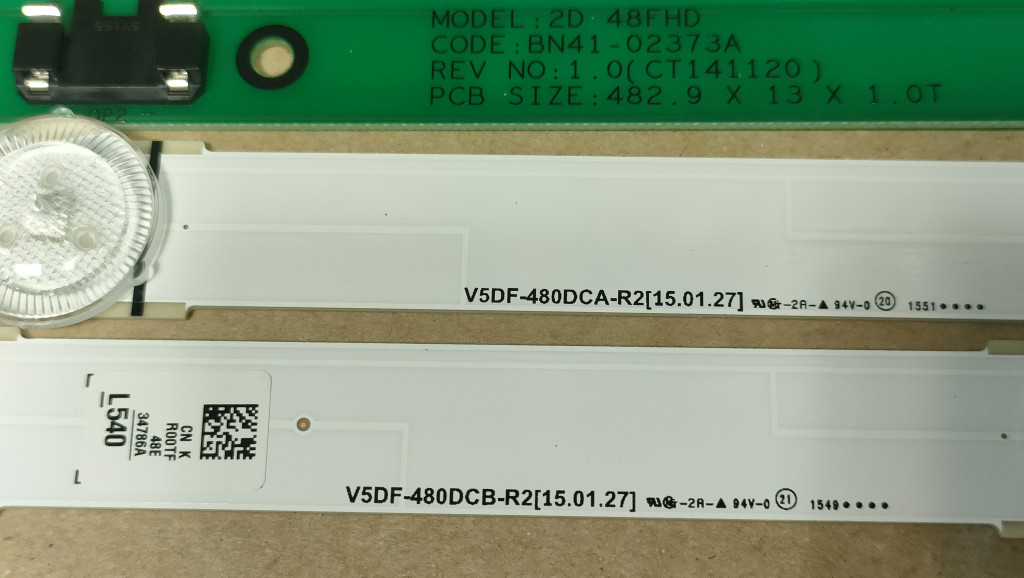 MODEL:2D 48FHD
CODE:BN41-02373A
REV NO:1.0(CT141120)
PCB SIZE:482.9 X 13 X 1.0T
V5DF-480DCA-R2[15.01.27] -2A-▲ 94V-0 20 1551
L540
34786A
48E
R00TF
CN K
V5DF-480DCB-R2[15.01.27] -2A-▲ 94V-0 21 1549